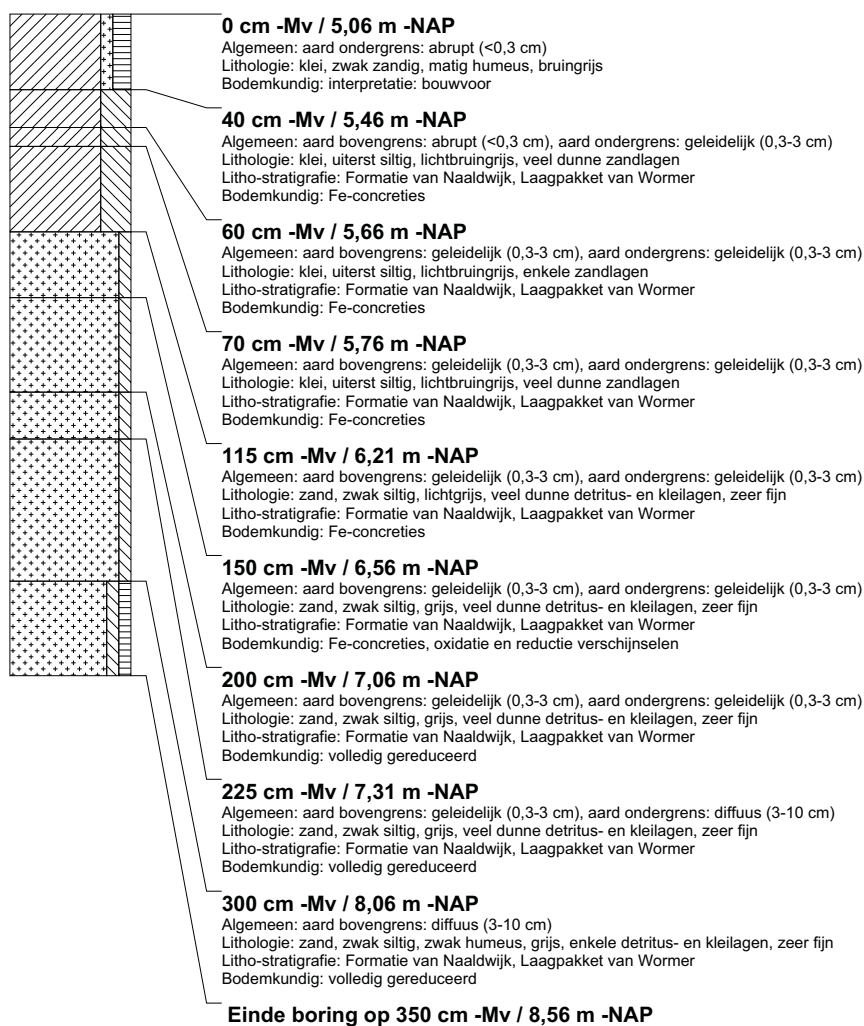 0 cm -Mv / 5,06 m -NAP
Algemeen: aard ondergrens: abrupt (<0,3 cm)
Lithologie: klei, zwak zandig, matig humeus, bruingrijs
Bodemkundig: interpretatie: bouwvoor
40 cm -Mv / 5,46 m -NAP
Algemeen: aard bovengrens: abrupt (<0,3 cm), aard ondergrens: geleidelijk (0,3-3 cm)
Lithologie: klei, uiterst siltig, lichtbruingrijs, veel dunne zandlagen
Litho-stratigrafie: Formatie van Naaldwijk, Laagpakket van Wormer
Bodemkundig: Fe-concreties
60 cm -Mv / 5,66 m -NAP
Algemeen: aard bovengrens: geleidelijk (0,3-3 cm), aard ondergrens: geleidelijk (0,3-3 cm)
Lithologie: klei, uiterst siltig, lichtbruingrijs, enkele zandlagen
Litho-stratigrafie: Formatie van Naaldwijk, Laagpakket van Wormer
Bodemkundig: Fe-concreties
70 cm -Mv / 5,76 m -NAP
Algemeen: aard bovengrens: geleidelijk (0,3-3 cm), aard ondergrens: geleidelijk (0,3-3 cm)
Lithologie: klei, uiterst siltig, lichtbruingrijs, veel dunne zandlagen
Litho-stratigrafie: Formatie van Naaldwijk, Laagpakket van Wormer
Bodemkundig: Fe-concreties
115 cm -Mv / 6,21 m -NAP
Algemeen: aard bovengrens: geleidelijk (0,3-3 cm), aard ondergrens: geleidelijk (0,3-3 cm)
Lithologie: zand, zwak siltig, lichtgrijs, veel dunne detritus- en kleilagen, zeer fijn
Litho-stratigrafie: Formatie van Naaldwijk, Laagpakket van Wormer
Bodemkundig: Fe-concreties
150 cm -Mv / 6,56 m -NAP
Algemeen: aard bovengrens: geleidelijk (0,3-3 cm), aard ondergrens: geleidelijk (0,3-3 cm)
Lithologie: zand, zwak siltig, grijs, veel dunne detritus- en kleilagen, zeer fijn
Litho-stratigrafie: Formatie van Naaldwijk, Laagpakket van Wormer
Bodemkundig: Fe-concreties, oxidatie en reductie verschijnselen
200 cm -Mv / 7,06 m -NAP
Algemeen: aard bovengrens: geleidelijk (0,3-3 cm), aard ondergrens: geleidelijk (0,3-3 cm)
Lithologie: zand, zwak siltig, grijs, veel dunne detritus- en kleilagen, zeer fijn
Litho-stratigrafie: Formatie van Naaldwijk, Laagpakket van Wormer
Bodemkundig: volledig gereduceerd
225 cm -Mv / 7,31 m -NAP
Algemeen: aard bovengrens: geleidelijk (0,3-3 cm), aard ondergrens: diffuus (3-10 cm)
Lithologie: zand, zwak siltig, grijs, veel dunne detritus- en kleilagen, zeer fijn
Litho-stratigrafie: Formatie van Naaldwijk, Laagpakket van Wormer
Bodemkundig: volledig gereduceerd
300 cm -Mv / 8,06 m -NAP
Algemeen: aard bovengrens: diffuus (3-10 cm)
Lithologie: zand, zwak siltig, zwak humeus, grijs, enkele detritus- en kleilagen, zeer fijn
Litho-stratigrafie: Formatie van Naaldwijk, Laagpakket van Wormer
Bodemkundig: volledig gereduceerd
Einde boring op 350 cm -Mv / 8,56 m -NAP